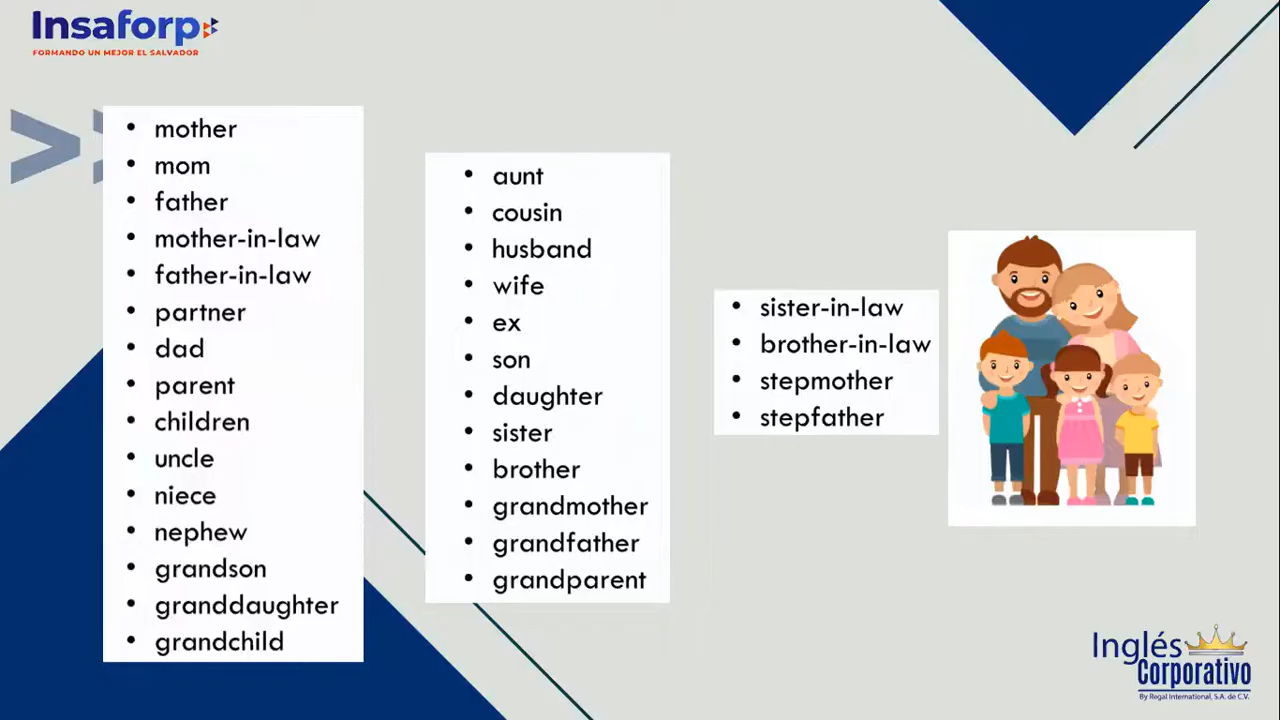 Insaforp
FORMANDO UN MEJOR EL SALVADOR
• mother
• mom
• father
• mother-in-law
• father-in-law
• partner
• dad
• parent
• children
• uncle
• niece
• nephew
• grandson
• granddaughter
• grandchild
• aunt
• cousin
• husband
• wife
• ex
• son
• daughter
• sister
• brother
• grandmother
• grandfather
• grandparent
• sister-in-law
• brother-in-law
• stepmother
• stepfather
Inglés
Corporativo
By Regal International, S.A. de C.V.